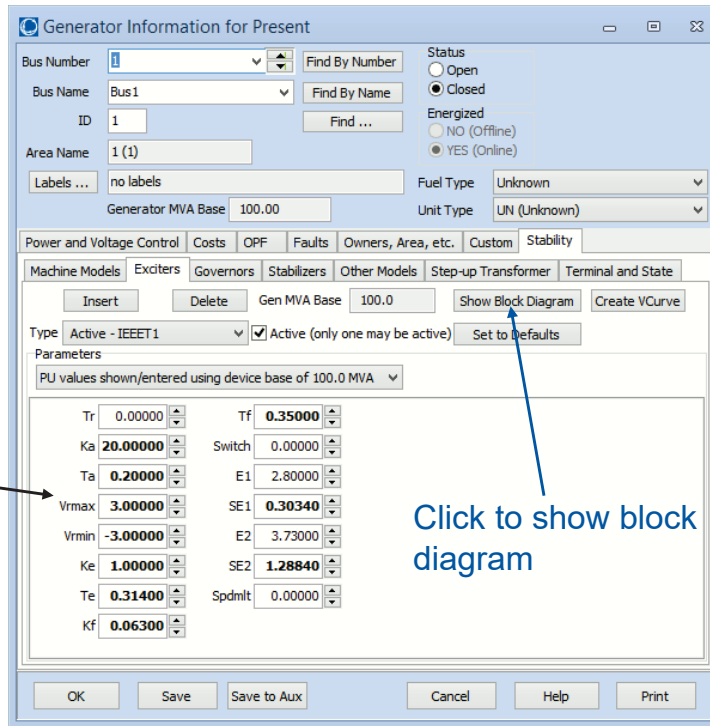 Generator Information for Present
Bus Number 1 Find By Number Status
Open
Bus Name Bus1 Find By Name Closed
ID 1 Find ... Energized
NO (Offline)
Area Name 1 (1) YES (Online)
Labels ... no labels Fuel Type Unknown
Generator MVA Base 100.00 Unit Type UN (Unknown)
Power and Voltage Control Costs OPF Faults Owners, Area, etc. Custom Stability
Machine Models Exciters Governors Stabilizers Other Models Step-up Transformer Terminal and State
Insert Delete Gen MVA Base 100.0 Show Block Diagram Create VCurve
Type Active - IEEET1 Active (only one may be active) Set to Defaults
Parameters
PU values shown/entered using device base of 100.0 MVA
Tr 0.00000 Tf 0.35000
Ka 20.00000 Switch 0.00000
Ta 0.20000 E1 2.80000
Vrmax 3.00000 SE1 0.30340
Vrmin -3.00000 E2 3.73000
Ke 1.00000 SE2 1.28840
Te 0.31400 Spdmlt 0.00000
Kf 0.06300
Click to show block
diagram
OK Save Save to Aux Cancel Help Print